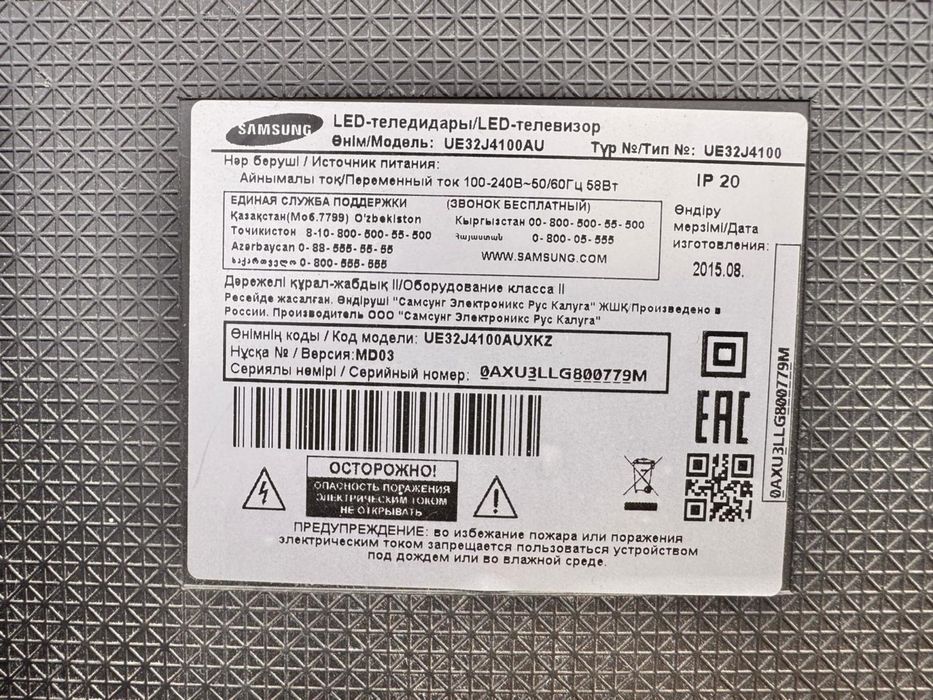 SAMSUNG
LED-теледидары/LED-телевизор
Өнім/Модель: UE32J4100AU Түр №/Тип №: UE32J4100
Нәр беруші / Источник питания:
Айнымалы ток/Переменный ток 100-240В~50/60Гц 58Вт
IP 20
ЕДИНАЯ СЛУЖБА ПОДДЕРЖКИ (ЗВОНОК БЕСПЛАТНЫЙ)
Қазақстан(Моб.7799) O'zbekiston
Кыргызстан 00-800-500-55-500
Точикистон 8-10-800-500-55-500
Հայաստան 0-800-05-555
Azərbaycan 0-88-555-55-55
WWW.SAMSUNG.COM
საქართველო 0-800-555-555
Өндіру
мерзімі/Дата
изготовления:
2015.08.
Дәрежелі құрал-жабдық II/Оборудование класса II
Ресейде жасалған. Өндіруші "Самсунг Электроникс Рус Калуга" ЖШҚ/Произведено в
России. Производитель ООО "Самсунг Электроникс Рус Калуга"
Өнімнің коды / Код модели: UE32J4100AUXKZ
Нұсқа № / Версия:MD03
Сериялы нөмірі / Серийный номер: 0AXU3LLG800779M
EAC
0AXU3LLG800779M
ОСТОРОЖНО!
ОПАСНОСТЬ ПОРАЖЕНИЯ
ЭЛЕКТРИЧЕСКИМ ТОКОМ
НЕ ОТКРЫВАТЬ
ПРЕДУПРЕЖДЕНИЕ: во избежание пожара или поражения
электрическим током запрещается пользоваться устройством
под дождем или во влажной среде.